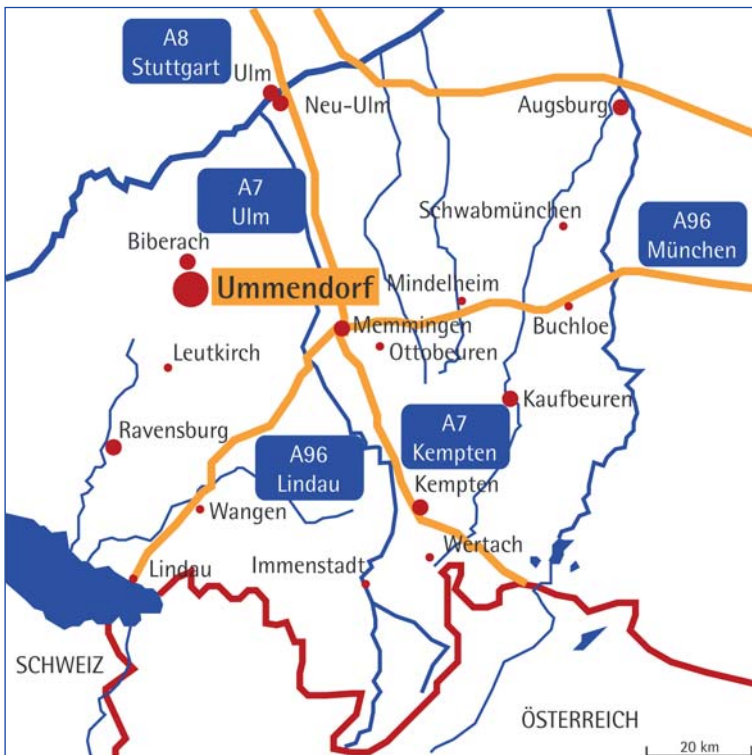 A8
Stuttgart
Ulm
Neu-Ulm
Augsburg
A7
Ulm
Schwabmünchen
A96
München
Biberach
Ummendorf
Mindelheim
Memmingen
Buchloe
Ottobeuren
Leutkirch
Kaufbeuren
Ravensburg
A7
Kempten
A96
Lindau
Kempten
Wangen
Wertach
Immenstadt
Lindau
SCHWEIZ
ÖSTERREICH
20 km